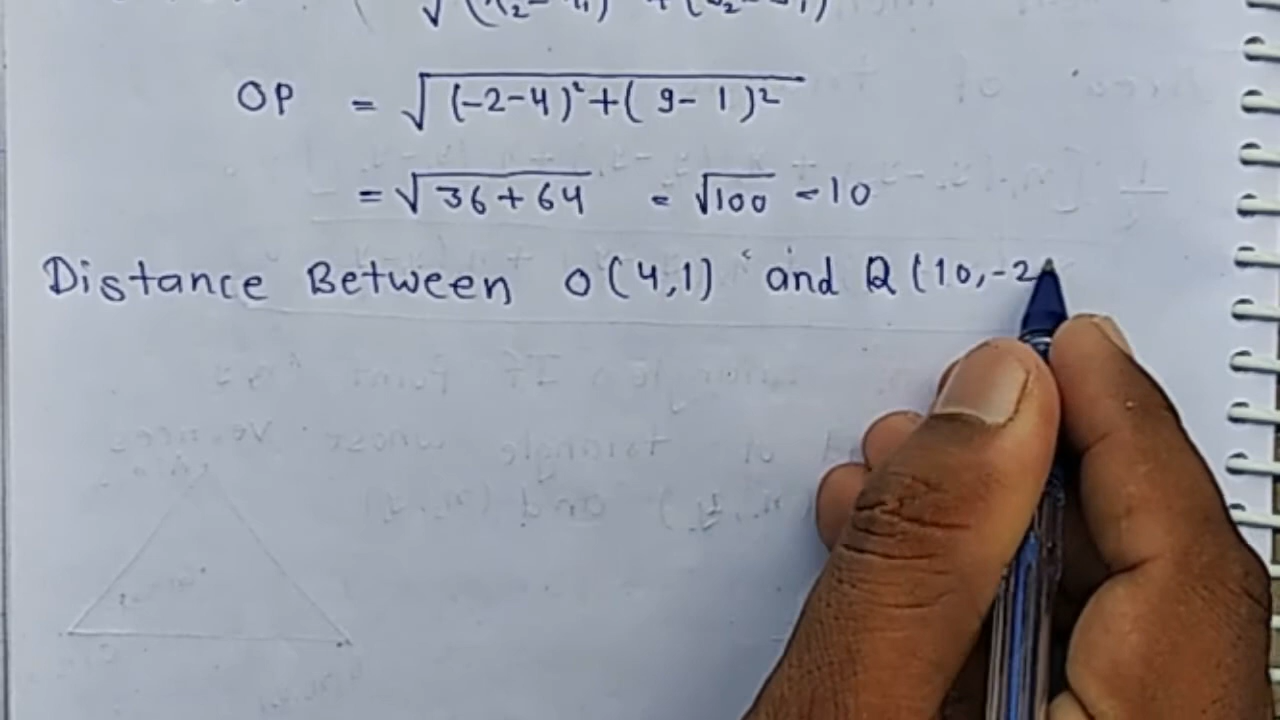 OP = √(-2-4)²+(9-1)²
= √36+64 = √100 = 10
Distance Between O(4,1) and Q(10,-2